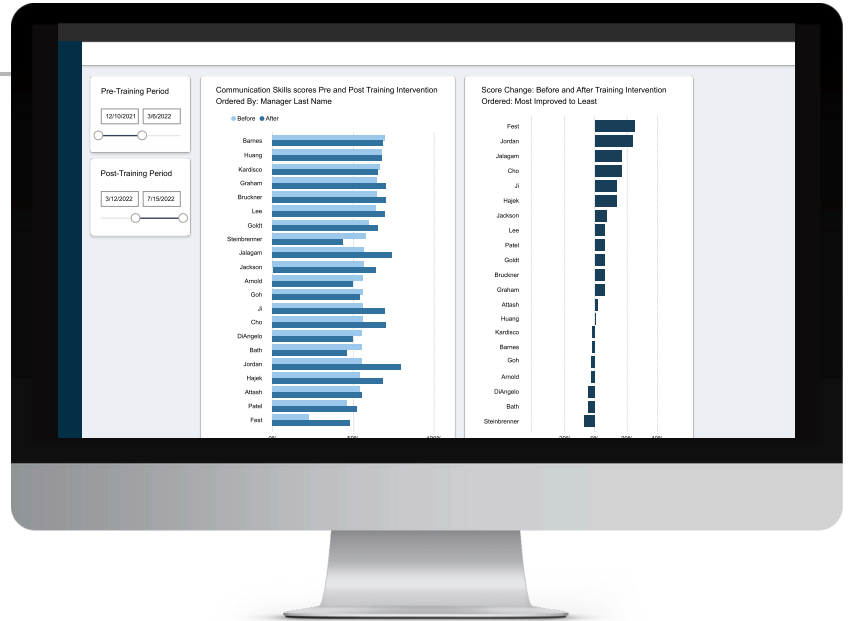 Pre-Training Period
12/10/2021 3/6/2022
Post-Training Period
3/12/2022 7/15/2022
Communication Skills scores Pre and Post Training Intervention
Ordered By: Manager Last Name
Before After
Barnes
Huang
Kardisco
Graham
Bruckner
Lee
Goldt
Steinbrenner
Jalagam
Jackson
Arnold
Goh
Ji
Cho
DiAngelo
Bath
Jordan
Hajek
Attash
Patel
Fest
Score Change: Before and After Training Intervention
Ordered: Most Improved to Least
Fest
Jordan
Jalagam
Cho
Ji
Hajek
Jackson
Lee
Patel
Goldt
Bruckner
Graham
Attash
Huang
Kardisco
Barnes
Goh
Arnold
DiAngelo
Bath
Steinbrenner